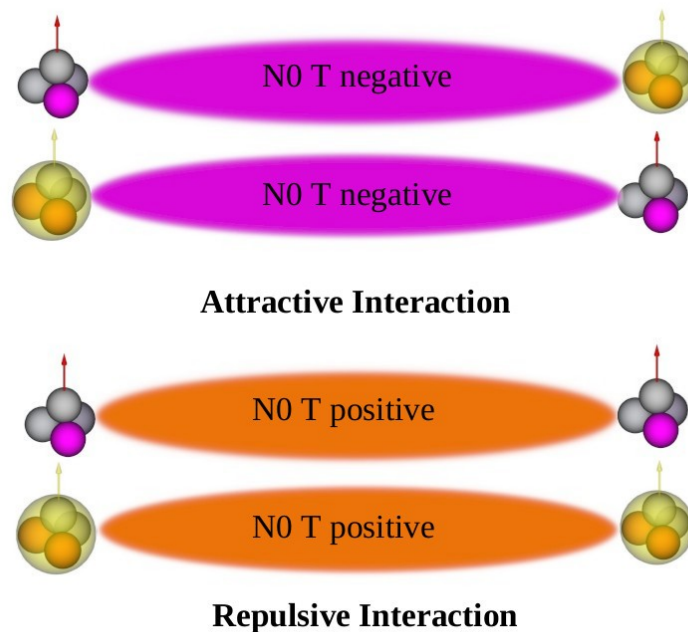 N0 T negative
N0 T negative
Attractive Interaction
N0 T positive
N0 T positive
Repulsive Interaction